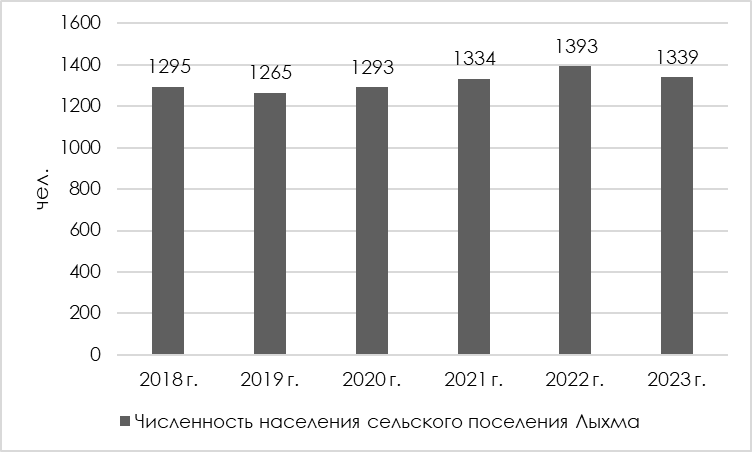 1600
1400
1200
1000
800
600
400
200
0
чел.
1295
1265
1293
1334
1393
1339
2018 г.
2019 г.
2020 г.
2021 г.
2022 г.
2023 г.
Численность населения сельского поселения Лыхма